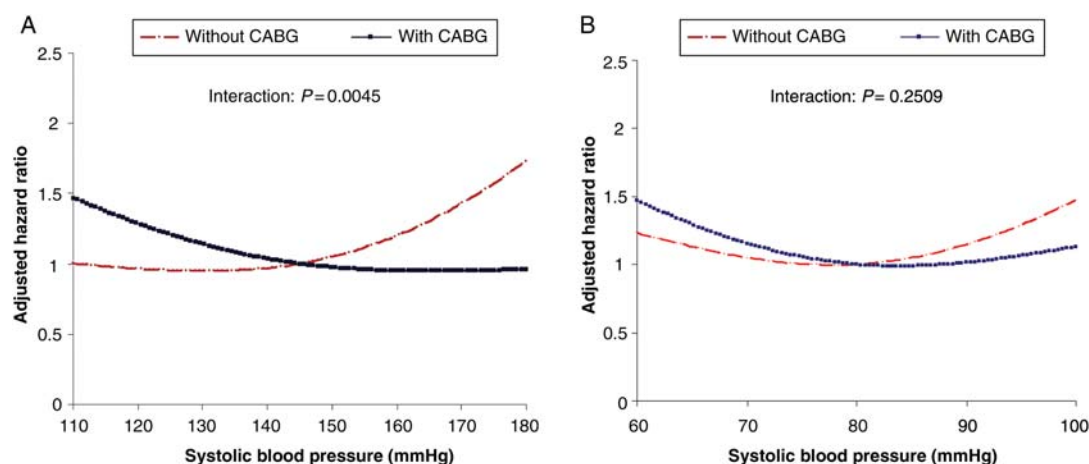 A
Without CABG
With CABG
Interaction: P=0.0045
Adjusted hazard ratio
2.5
2
1.5
1
0.5
0
110 120 130 140 150 160 170 180
Systolic blood pressure (mmHg)
B
Without CABG
With CABG
Interaction: P= 0.2509
Adjusted hazard ratio
2.5
2
1.5
1
0.5
0
60 70 80 90 100
Systolic blood pressure (mmHg)